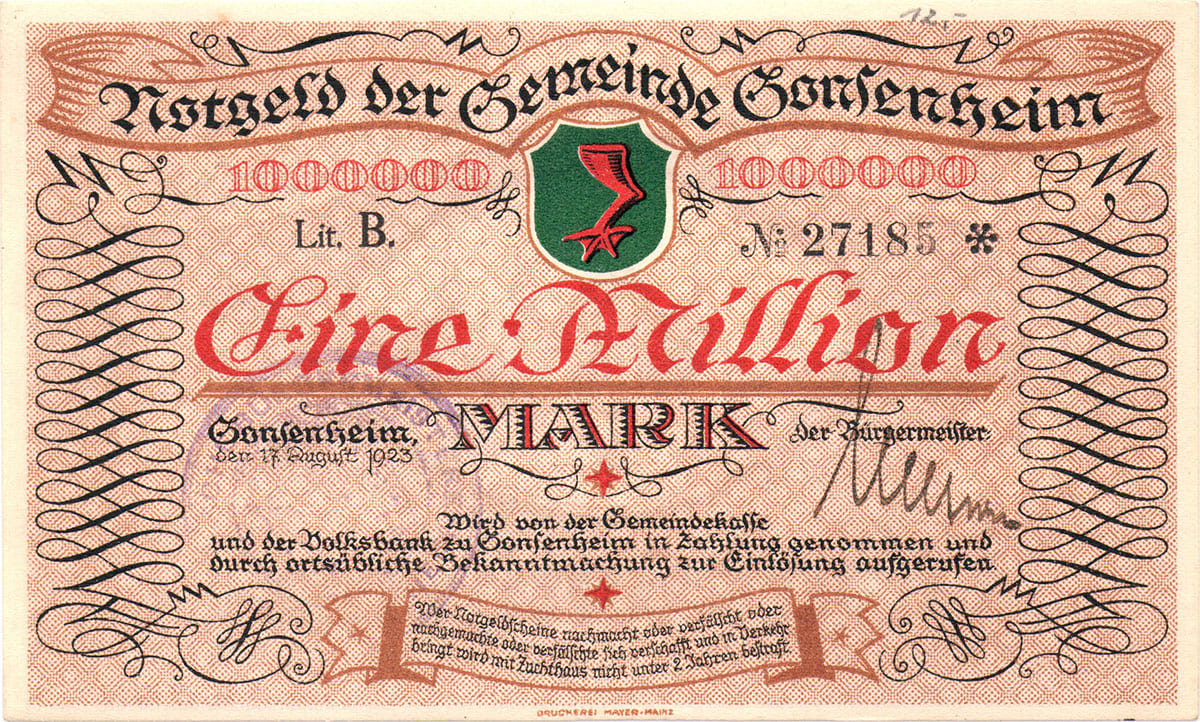 12.-
Notgeld der Gemeinde Gonsenheim
1000000 1000000
Lit. B. № 27185 *
Eine Million
MARK
Gonsenheim,
den 17. August 1923
der Bürgermeister
Wird von der Gemeindekasse
und der Volksbank zu Gonsenheim in Zahlung genommen und
durch ortsübliche Bekanntmachung zur Einlösung aufgerufen.
Wer Notgeldscheine nachmacht oder verfälscht oder
nachgemachte oder verfälschte sich verschafft und in Verkehr
bringt wird mit Zuchthaus nicht unter 2 Jahren bestraft
DRUCKEREI MAYER-MAINZ